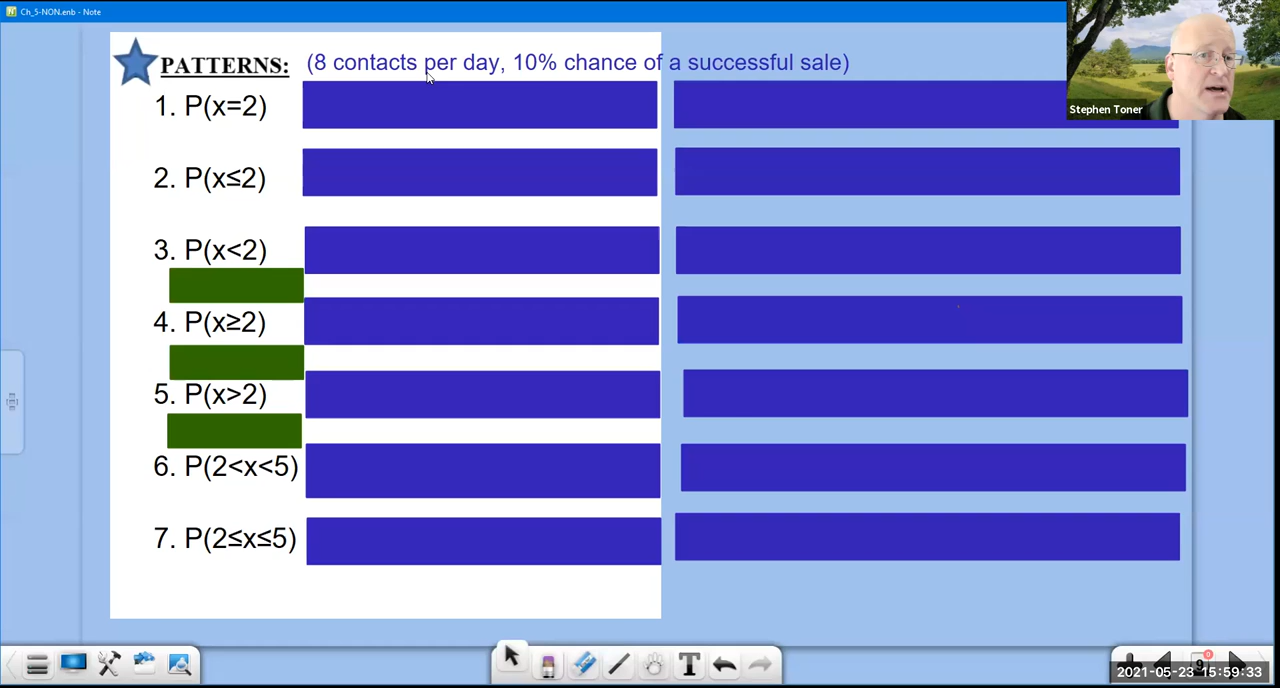 Ch_5-NON.enb - Note
PATTERNS: (8 contacts per day, 10% chance of a successful sale)
Stephen Toner
1. P(x=2)
2. P(x≤2)
3. P(x<2)
4. P(x≥2)
5. P(x>2)
6. P(2<x<5)
7. P(2≤x≤5)
T
9
0
2021-05-23 15:59:33